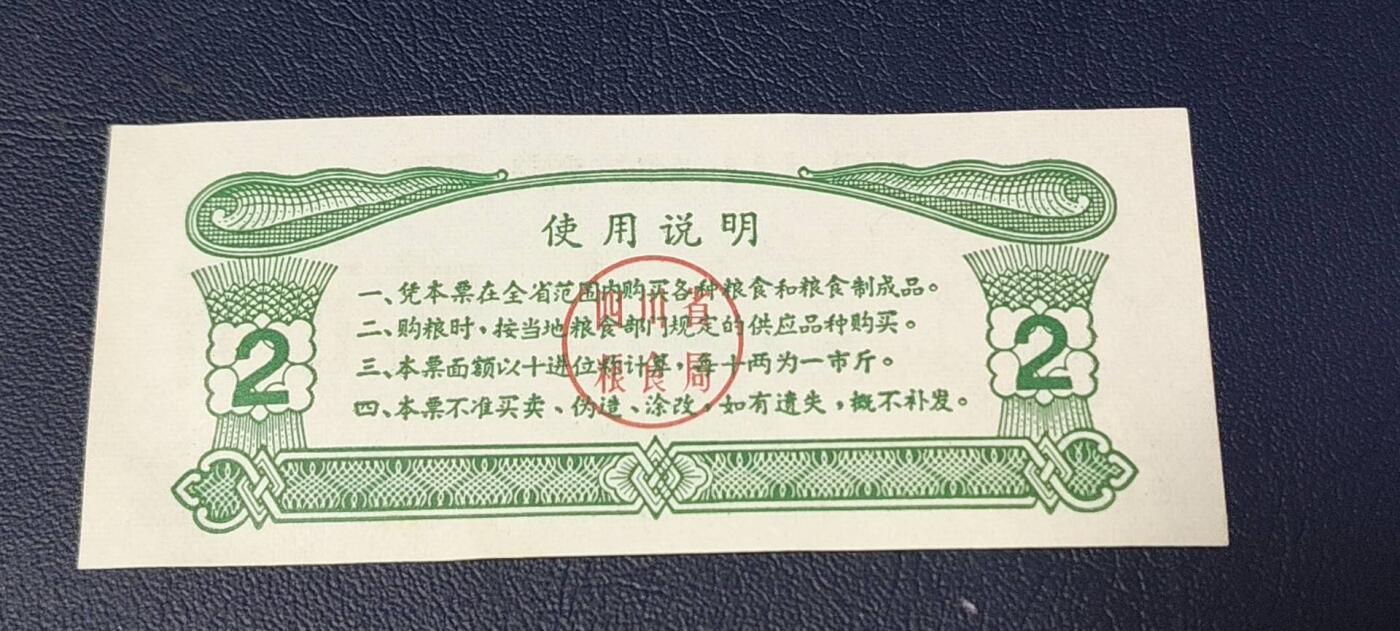 使用说明
一、凭本票在全省范围内购买各种粮食和粮食制成品。
二、购粮时，按当地粮食部门规定的供应品种购买。
三、本票面额以十进位称计算，每十两为一市斤。
四、本票不准买卖、伪造、涂改，如有遗失，概不补发。
四川省
粮食局
2
2